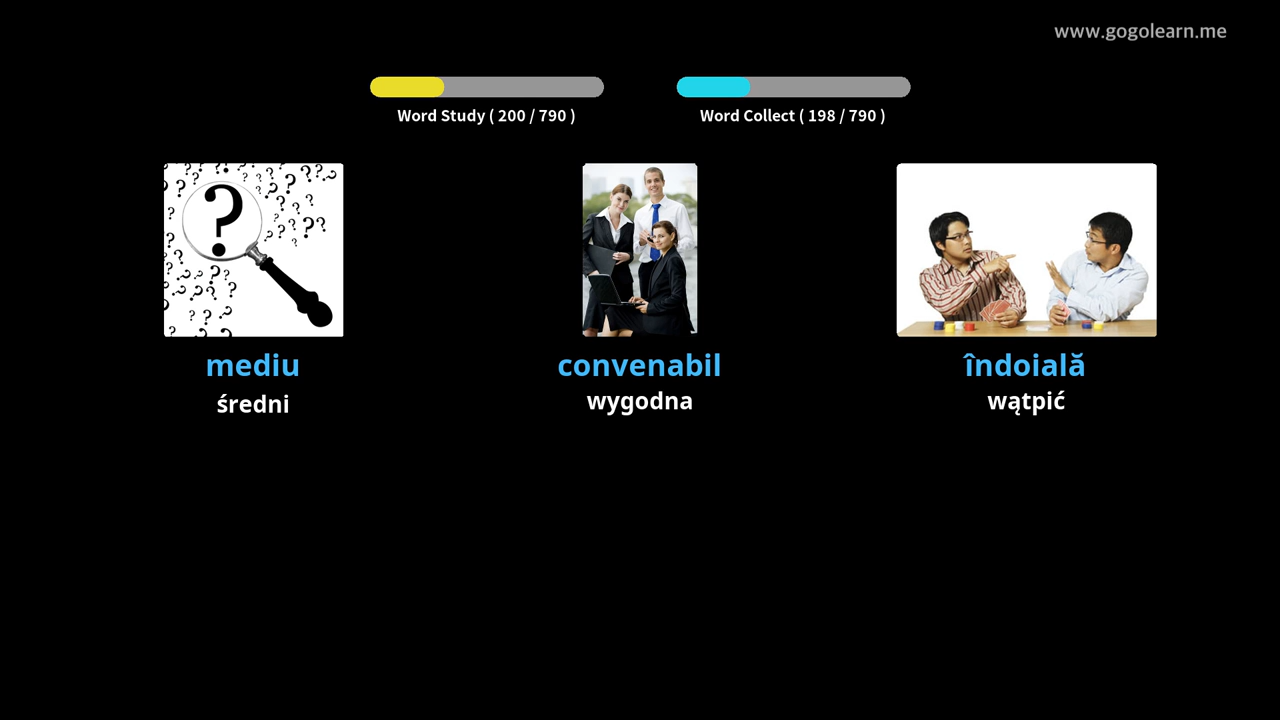 www.gogolearn.me
Word Study ( 200 / 790 )
Word Collect ( 198 / 790 )
mediu
średni
convenabil
wygodna
îndoială
wątpić